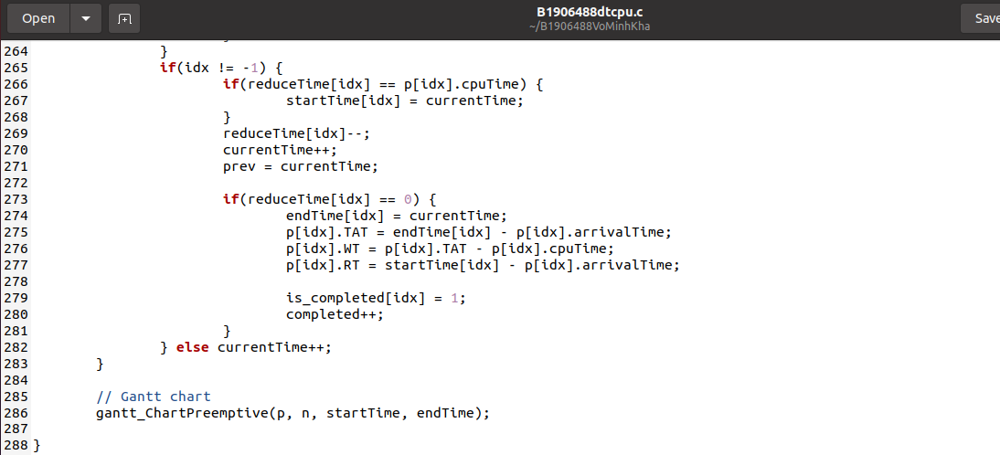 Open
B1906488dtcpu.c
~/B1906488VoMinhKha
Save
264 }
265 if(idx != -1) {
266 if(reduceTime[idx] == p[idx].cpuTime) {
267 startTime[idx] = currentTime;
268 }
269 reduceTime[idx]--;
270 currentTime++;
271 prev = currentTime;
272
273 if(reduceTime[idx] == 0) {
274 endTime[idx] = currentTime;
275 p[idx].TAT = endTime[idx] - p[idx].arrivalTime;
276 p[idx].WT = p[idx].TAT - p[idx].cpuTime;
277 p[idx].RT = startTime[idx] - p[idx].arrivalTime;
278
279 is_completed[idx] = 1;
280 completed++;
281 }
282 } else currentTime++;
283 }
284
285 // Gantt chart
286 gantt_ChartPreemptive(p, n, startTime, endTime);
287
288 }